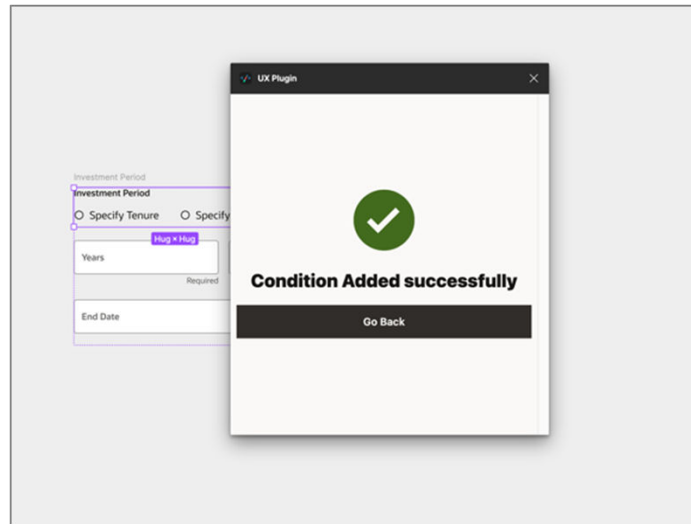 UX Plugin
Investment Period
Investment Period
Specify Tenure
Specify
Hug × Hug
Years
Required
End Date
Condition Added successfully
Go Back